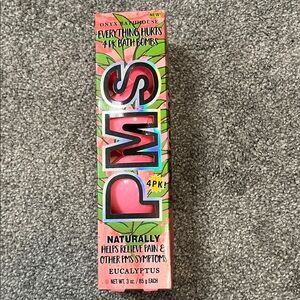 NEW
ONYX BATHHOUSE
EVERYTHING HURTS
4 PK BATH BOMBS
PMS
4PK!
NATURALLY
HELPS RELIEVE PAIN &
OTHER PMS SYMPTOMS
EUCALYPTUS
NET WT. 3 oz. / 85 g EACH